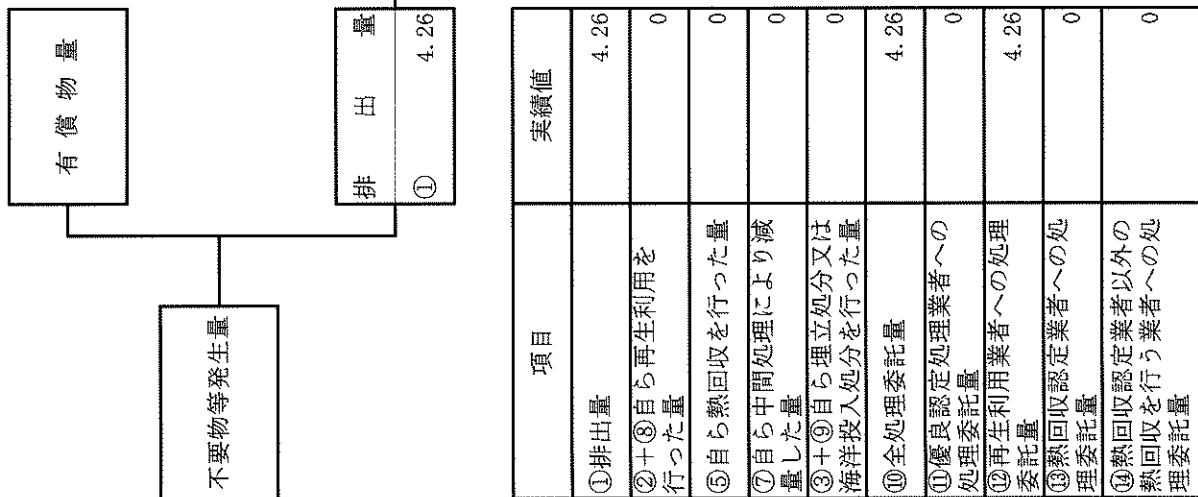 有償物量
不要物等発生量
排出量
① 4.26
項目 実績値
①排出量 4.26
②+⑧自ら再生利用を
行った量 0
⑤自ら熱回収を行った量 0
⑦自ら中間処理により減
量した量 0
③+⑨自ら埋立処分又は
海洋投入処分を行った量 0
⑩全処理委託量 4.26
⑪優良認定処理業者への
処理委託量 0
⑫再生利用業者への処理
委託量 4.26
⑬熱回収認定業者への処
理委託量 0
⑭熱回収認定業者以外の
熱回収を行う業者への処
理委託量 0